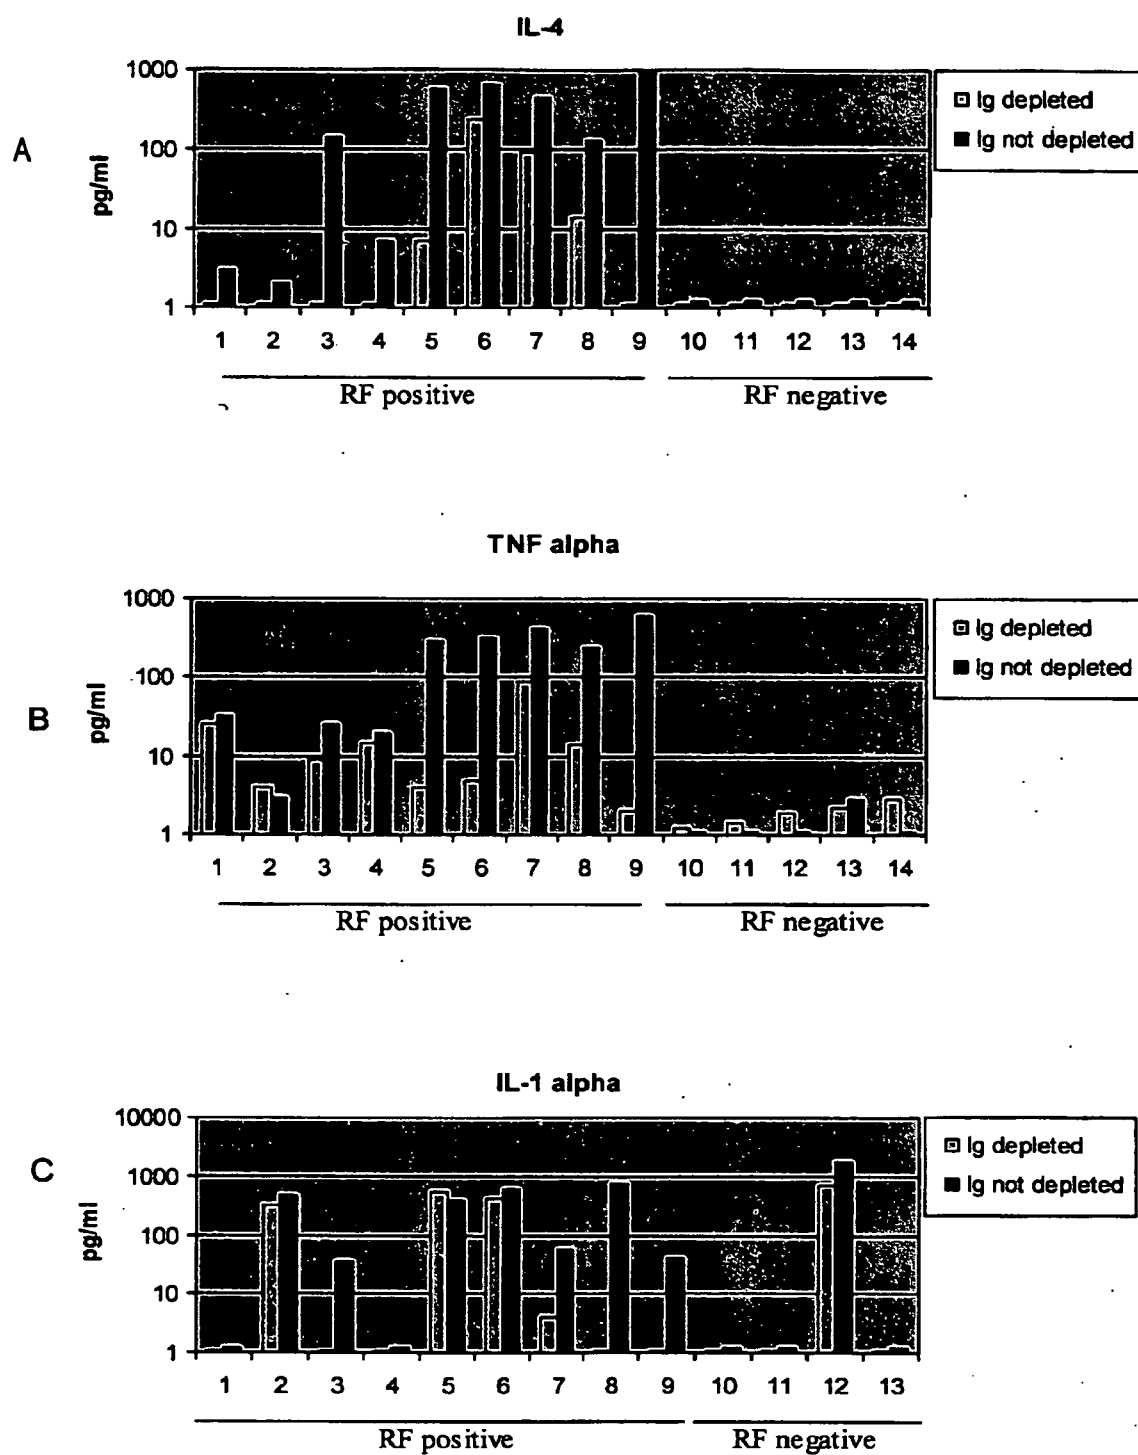 IL-4
A
pg/ml
1000
100
10
1
Ig depleted
Ig not depleted
1 2 3 4 5 6 7 8 9 10 11 12 13 14
RF positive RF negative
TNF alpha
B
pg/ml
1000
100
10
1
Ig depleted
Ig not depleted
1 2 3 4 5 6 7 8 9 10 11 12 13 14
RF positive RF negative
IL-1 alpha
C
pg/ml
10000
1000
100
10
1
Ig depleted
Ig not depleted
1 2 3 4 5 6 7 8 9 10 11 12 13
RF positive RF negative